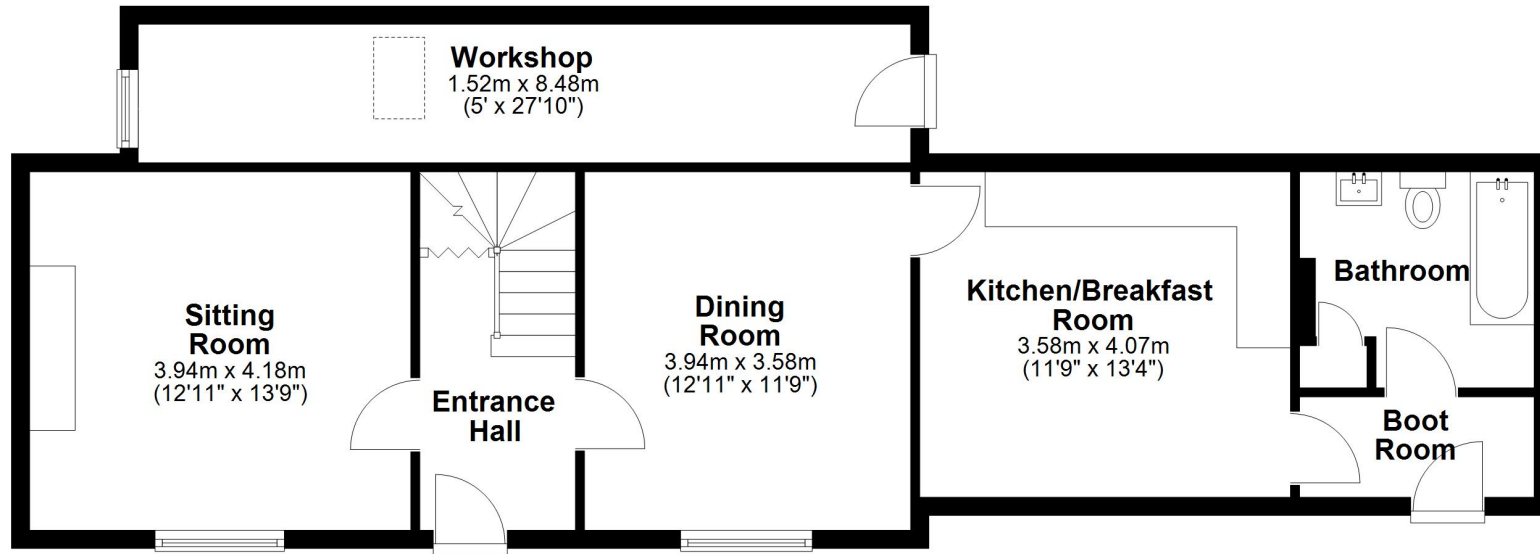 Workshop
1.52m x 8.48m
(5' x 27'10")
Sitting
Room
3.94m x 4.18m
(12'11" x 13'9")
Entrance
Hall
Dining
Room
3.94m x 3.58m
(12'11" x 11'9")
Kitchen/Breakfast
Room
3.58m x 4.07m
(11'9" x 13'4")
Bathroom
Boot
Room